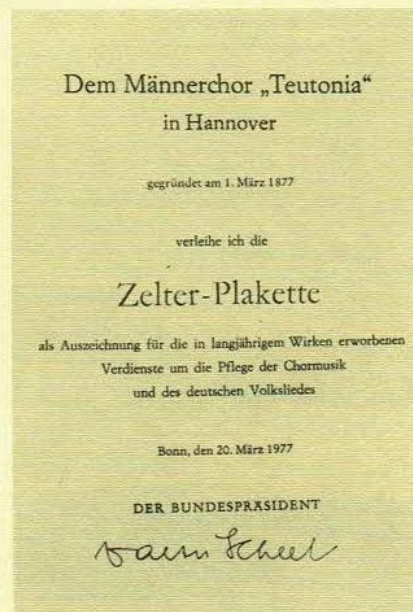 Dem Männerchor „Teutonia“
in Hannover
gegründet am 1. März 1877
verleihe ich die
Zelter-Plakette
als Auszeichnung für die in langjährigem Wirken erworbenen
Verdienste um die Pflege der Chormusik
und des deutschen Volksliedes
Bonn, den 20. März 1977
DER BUNDESPRÄSIDENT
Walter Scheel